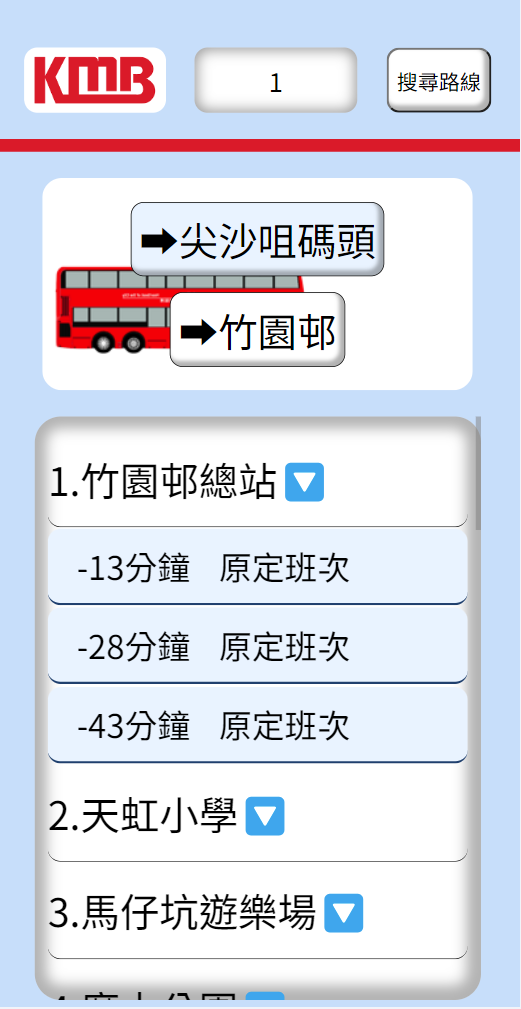 KMB
1
搜尋路線
➡尖沙咀碼頭
➡竹園邨
1.竹園邨總站🔽
-13分鐘 原定班次
-28分鐘 原定班次
-43分鐘 原定班次
2.天虹小學🔽
3.馬仔坑遊樂場🔽